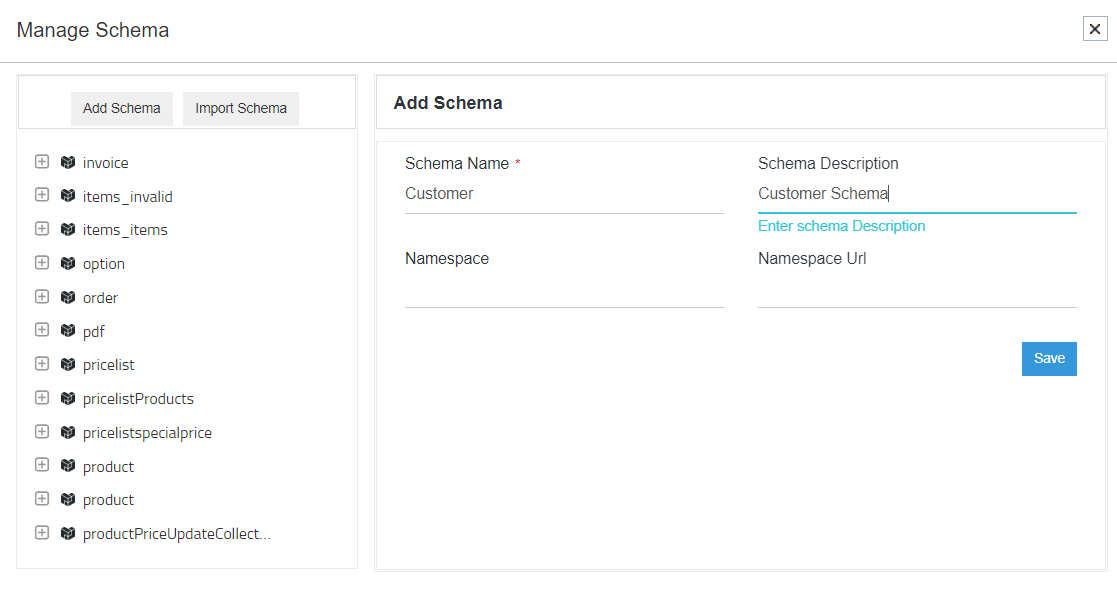 Manage Schema
Add Schema Import Schema
invoice
items_invalid
items_items
option
order
pdf
pricelist
pricelistProducts
pricelistspecialprice
product
product
productPriceUpdateCollect...
Add Schema
Schema Name * Schema Description
Customer Customer Schema
Enter schema Description
Namespace Namespace Url
Save